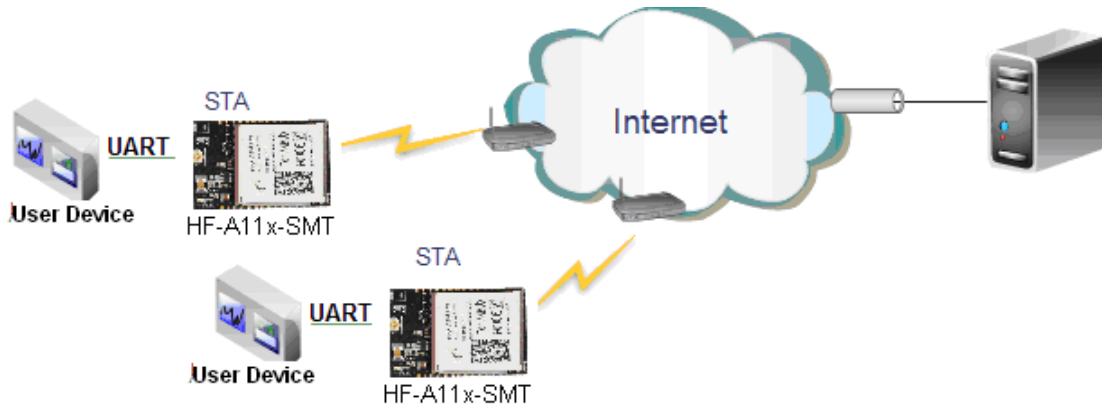 STA
Internet
UART
User Device
HF-A11x-SMT
STA
UART
User Device
HF-A11x-SMT